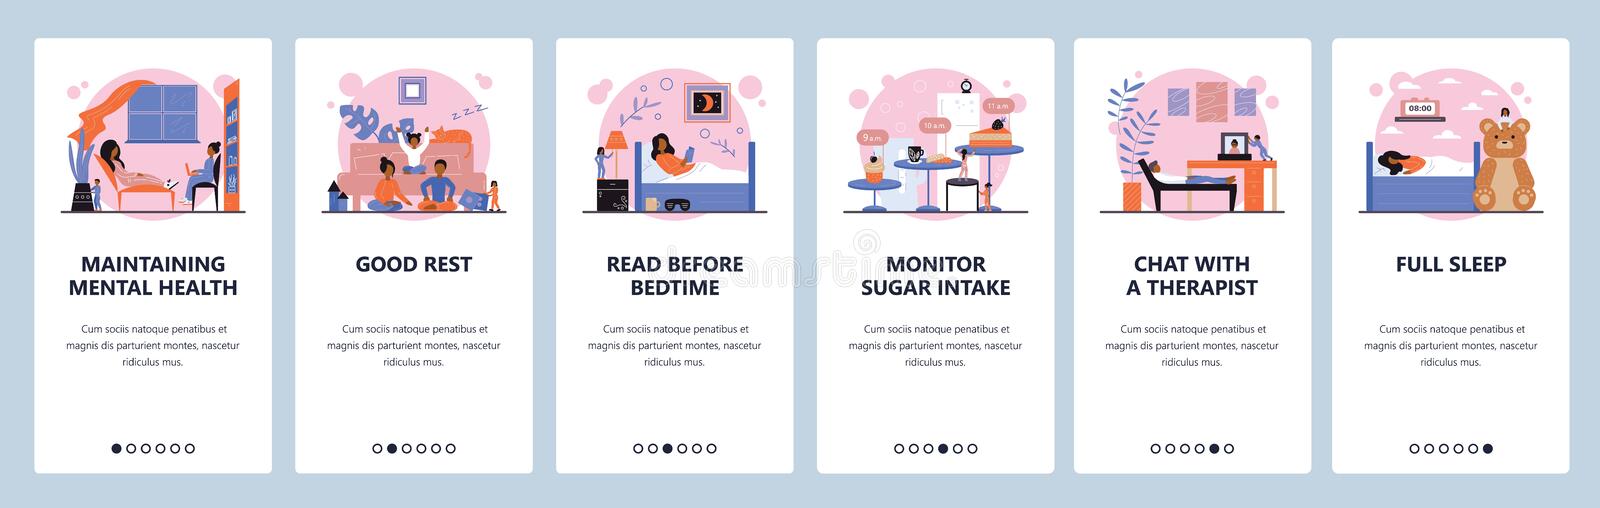 MAINTAINING
MENTAL HEALTH
Cum sociis natoque penatibus et
magnis dis parturient montes, nascetur
ridiculus mus.
ZZZ
GOOD REST
Cum sociis natoque penatibus et
magnis dis parturient montes, nascetur
ridiculus mus.
READ BEFORE
BEDTIME
Cum sociis natoque penatibus et
magnis dis parturient montes, nascetur
ridiculus mus.
9 a.m.
10 a.m.
11 a.m.
MONITOR
SUGAR INTAKE
Cum sociis natoque penatibus et
magnis dis parturient montes, nascetur
ridiculus mus.
CHAT WITH
A THERAPIST
Cum sociis natoque penatibus et
magnis dis parturient montes, nascetur
ridiculus mus.
08:00
FULL SLEEP
Cum sociis natoque penatibus et
magnis dis parturient montes, nascetur
ridiculus mus.
dreamstime